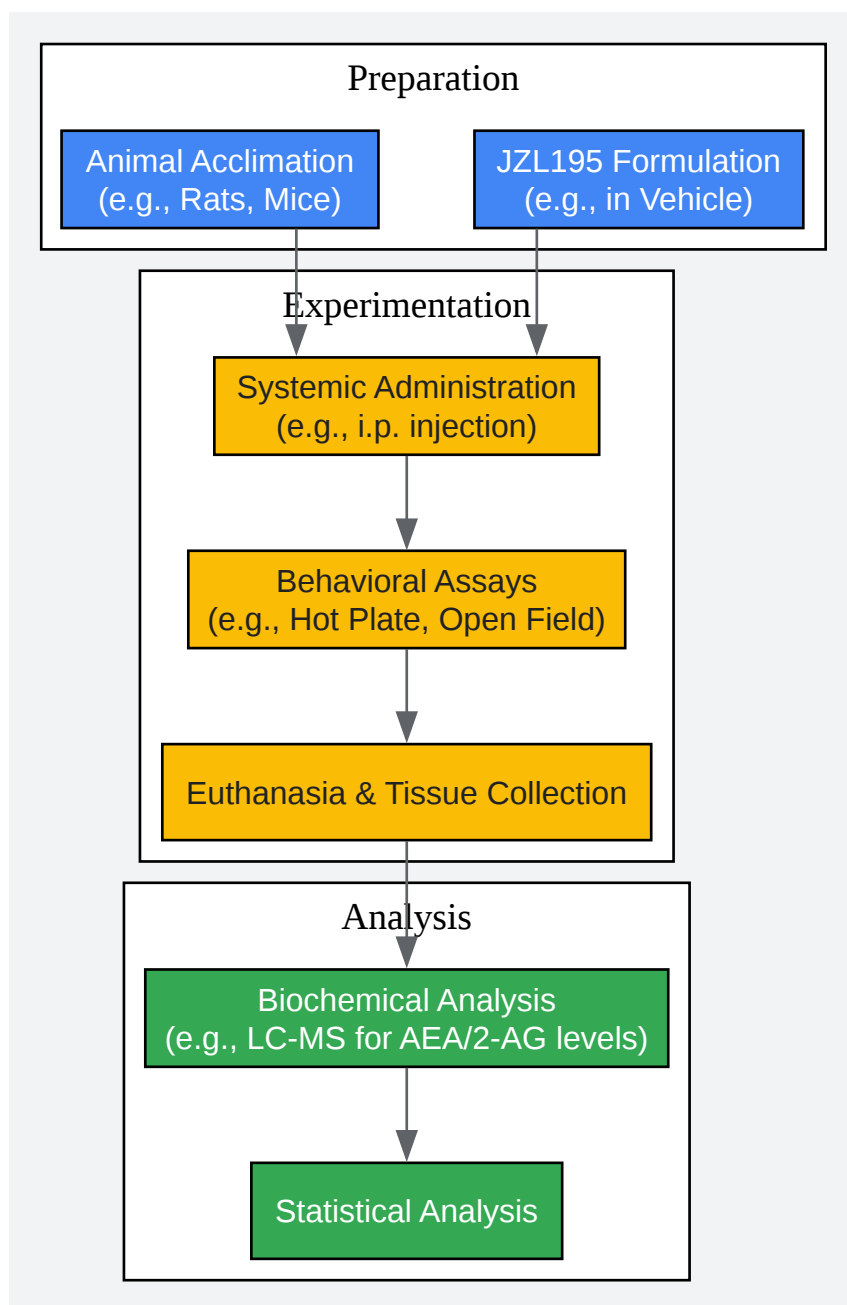 Preparation
Animal Acclimation
(e.g., Rats, Mice)
JZL195 Formulation
(e.g., in Vehicle)
Experimentation
Systemic Administration
(e.g., i.p. injection)
Behavioral Assays
(e.g., Hot Plate, Open Field)
Euthanasia & Tissue Collection
Analysis
Biochemical Analysis
(e.g., LC-MS for AEA/2-AG levels)
Statistical Analysis